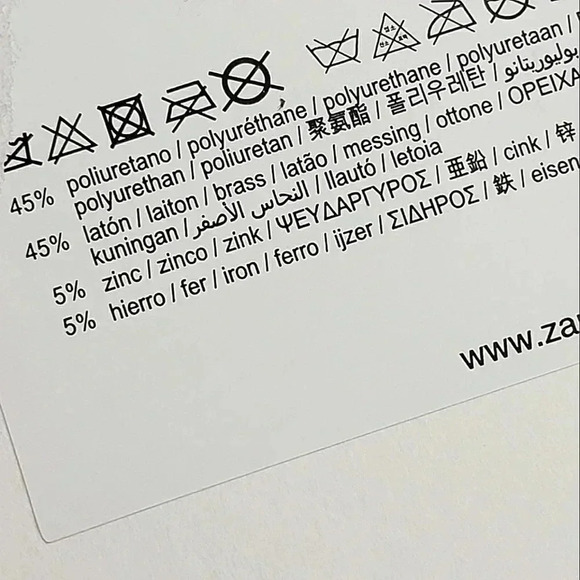 45% poliuretano / polyuréthane / polyurethane / polyuretaan /
polyurethan / poliuretan / 聚氨酯 / 폴리우레탄 / بوليوريتانو
45% latón / laiton / brass / latão / messing / ottone / ΟΡΕΙΧΑ
kuningan / النحاس الأصفر / llautó / letoia
5% zinc / zinco / zink / ΨΕΥΔΑΡΓΥΡΟΣ / 亜鉛 / cink / 锌
5% hierro / fer / iron / ferro / ijzer / ΣΙΔΗΡΟΣ / 鉄 / eisen
www.zar